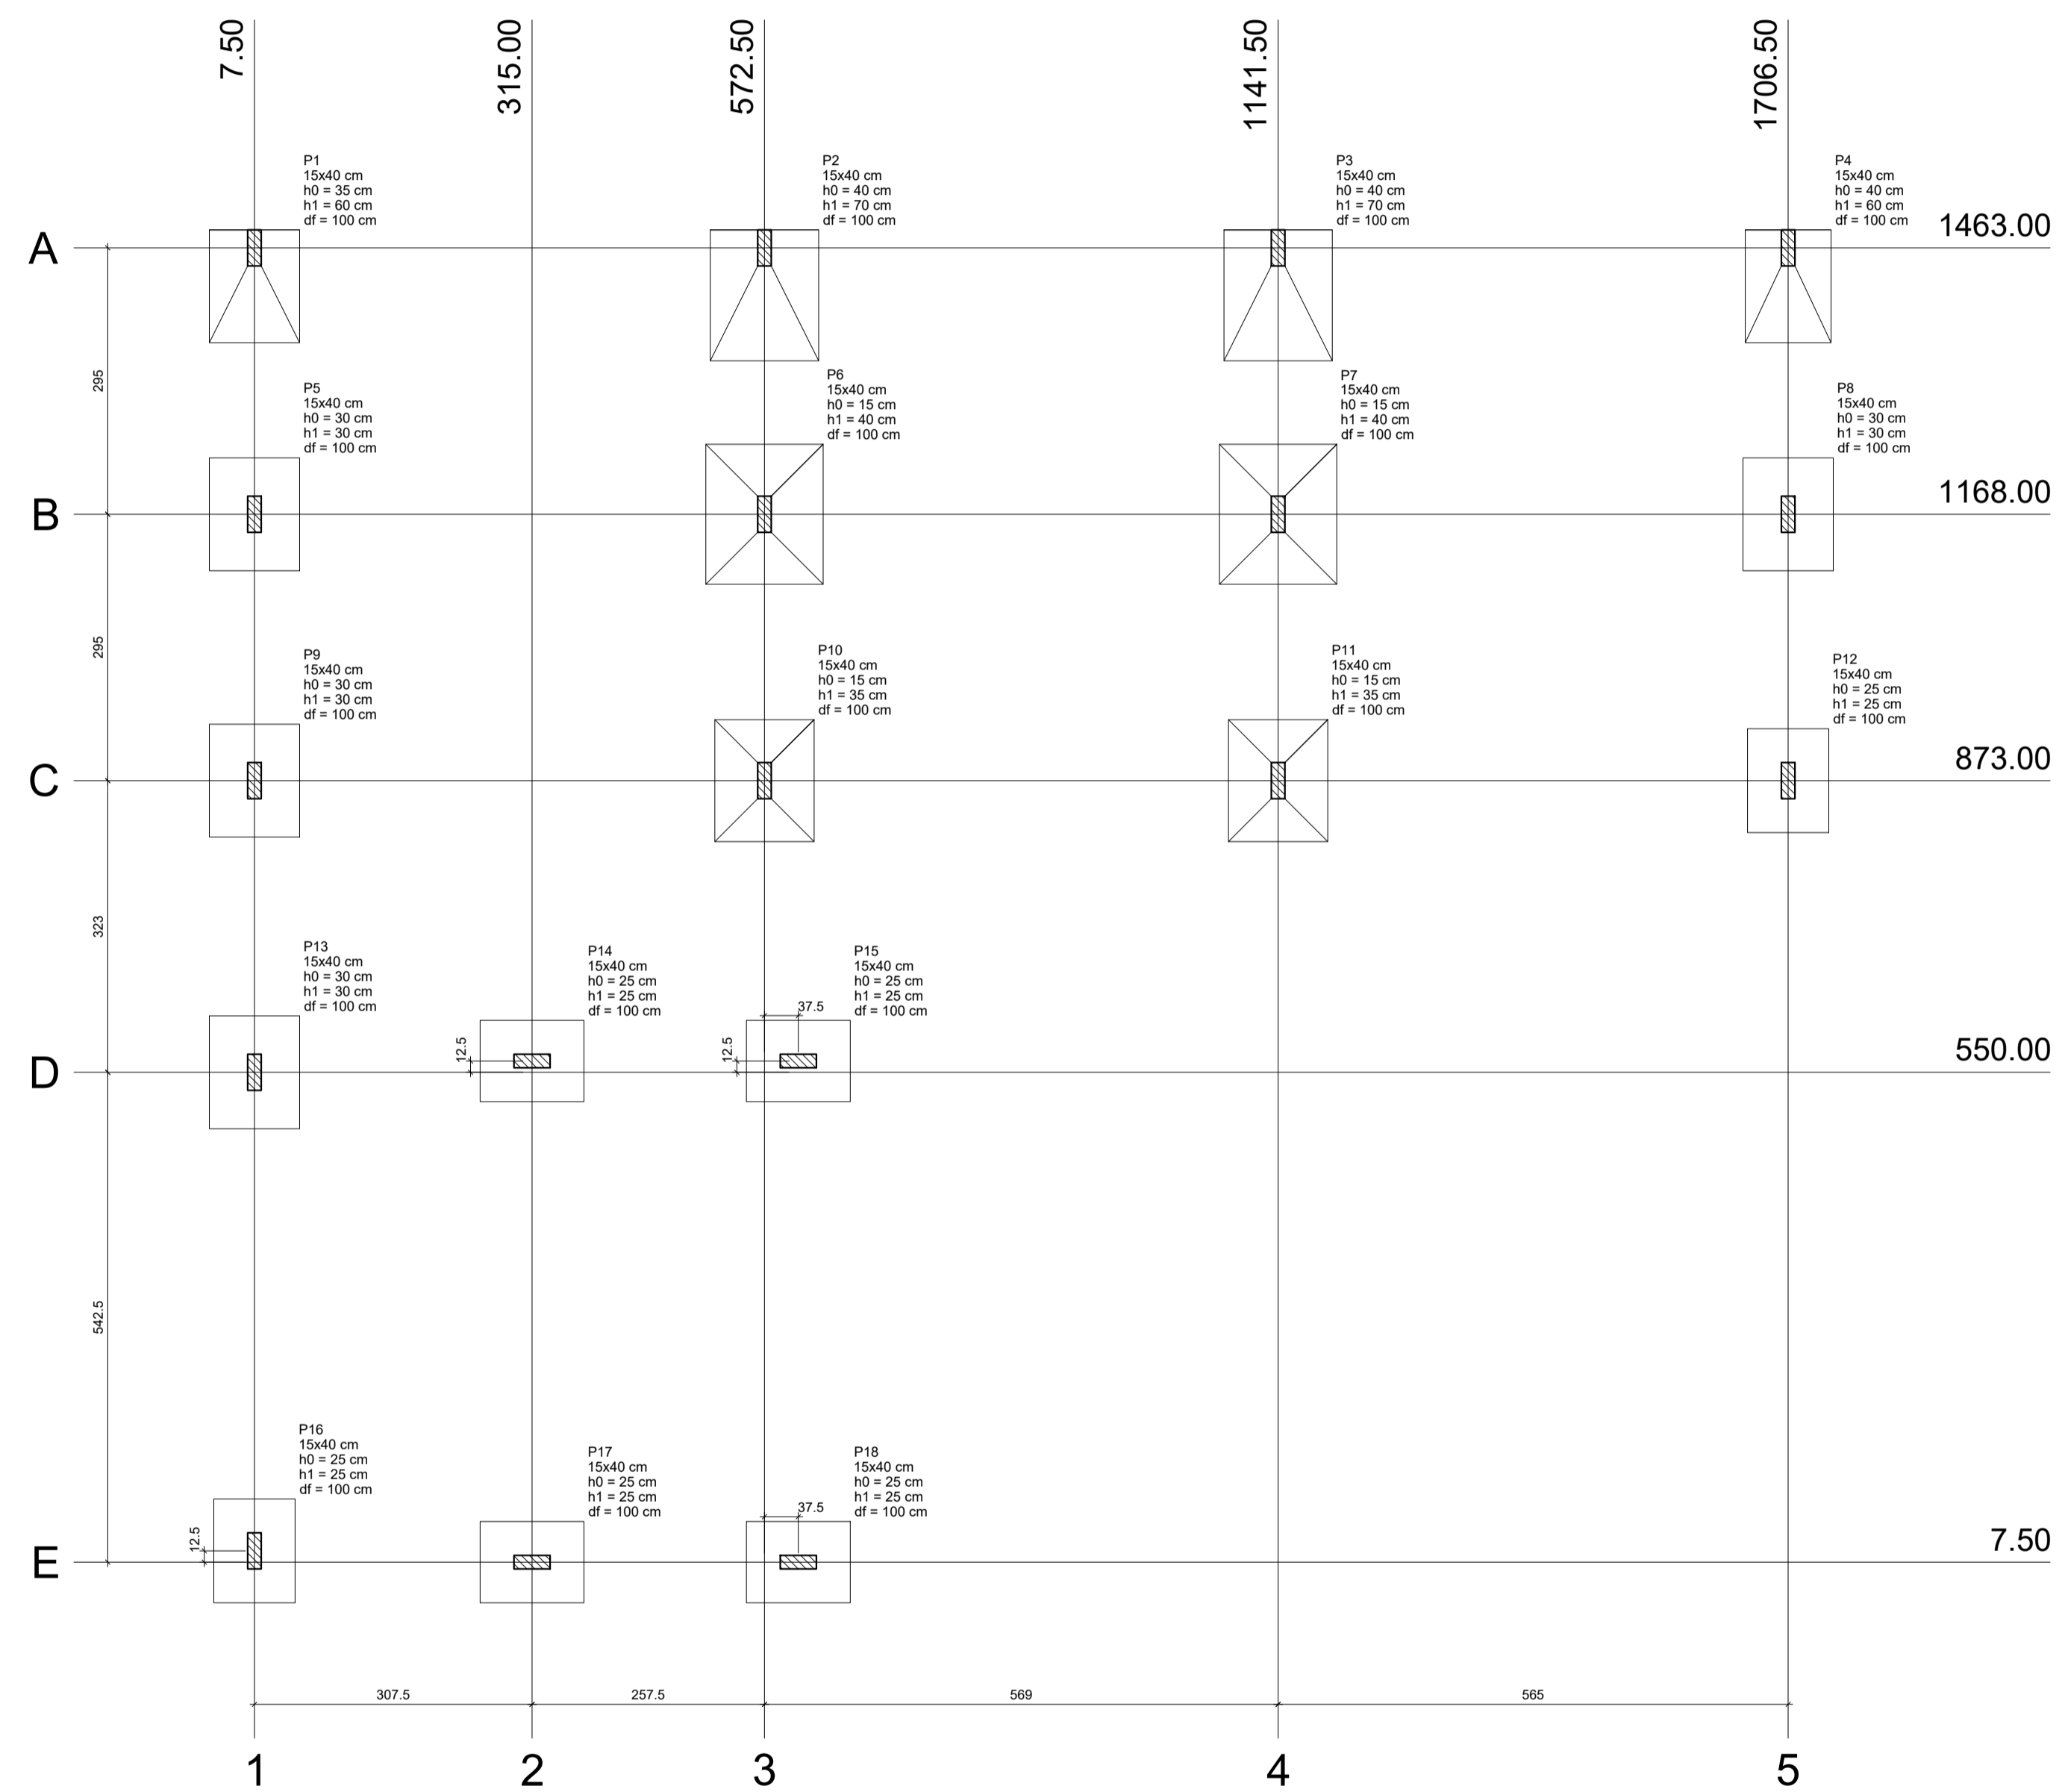 7.50
315.00
572.50
1141.50
1706.50
P1
15x40 cm
h0 = 35 cm
h1 = 60 cm
df = 100 cm
P2
15x40 cm
h0 = 40 cm
h1 = 70 cm
df = 100 cm
P3
15x40 cm
h0 = 40 cm
h1 = 70 cm
df = 100 cm
P4
15x40 cm
h0 = 40 cm
h1 = 60 cm
df = 100 cm
A
1463.00
295
P5
15x40 cm
h0 = 30 cm
h1 = 30 cm
df = 100 cm
P6
15x40 cm
h0 = 15 cm
h1 = 40 cm
df = 100 cm
P7
15x40 cm
h0 = 15 cm
h1 = 40 cm
df = 100 cm
P8
15x40 cm
h0 = 30 cm
h1 = 30 cm
df = 100 cm
B
1168.00
295
P9
15x40 cm
h0 = 30 cm
h1 = 30 cm
df = 100 cm
P10
15x40 cm
h0 = 15 cm
h1 = 35 cm
df = 100 cm
P11
15x40 cm
h0 = 15 cm
h1 = 35 cm
df = 100 cm
P12
15x40 cm
h0 = 25 cm
h1 = 25 cm
df = 100 cm
C
873.00
323
P13
15x40 cm
h0 = 30 cm
h1 = 30 cm
df = 100 cm
P14
15x40 cm
h0 = 25 cm
h1 = 25 cm
df = 100 cm
P15
15x40 cm
h0 = 25 cm
h1 = 25 cm
df = 100 cm
37.5
12.5
12.5
D
550.00
542.5
P16
15x40 cm
h0 = 25 cm
h1 = 25 cm
df = 100 cm
P17
15x40 cm
h0 = 25 cm
h1 = 25 cm
df = 100 cm
P18
15x40 cm
h0 = 25 cm
h1 = 25 cm
df = 100 cm
37.5
12.5
E
7.50
307.5
257.5
569
565
1
2
3
4
5